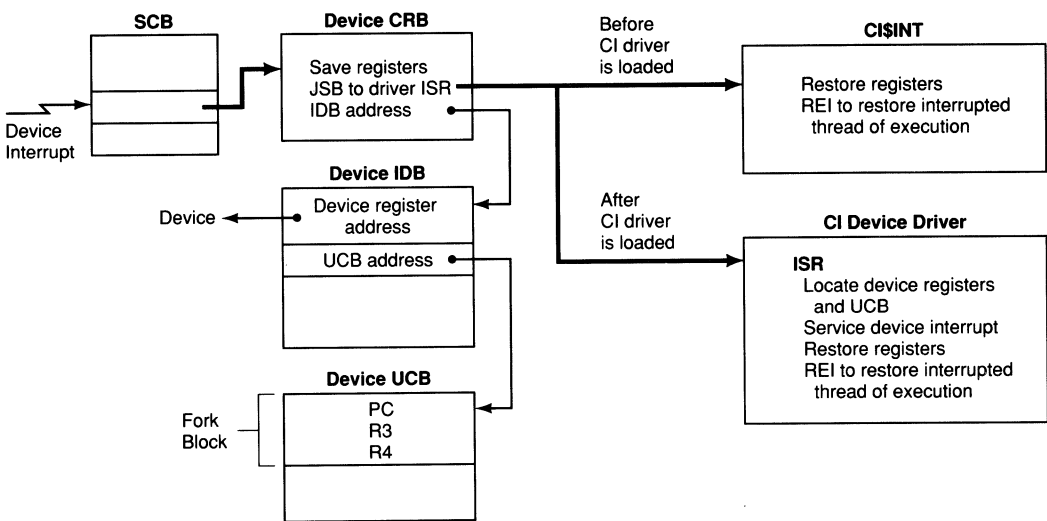 SCB
Device
Interrupt
Device CRB
Save registers
JSB to driver ISR
IDB address
Before
CI driver
is loaded
CI$INT
Restore registers
REI to restore interrupted
thread of execution
Device IDB
Device
Device register
address
UCB address
After
CI driver
is loaded
CI Device Driver
ISR
Locate device registers
and UCB
Service device interrupt
Restore registers
REI to restore interrupted
thread of execution
Device UCB
Fork
Block
PC
R3
R4